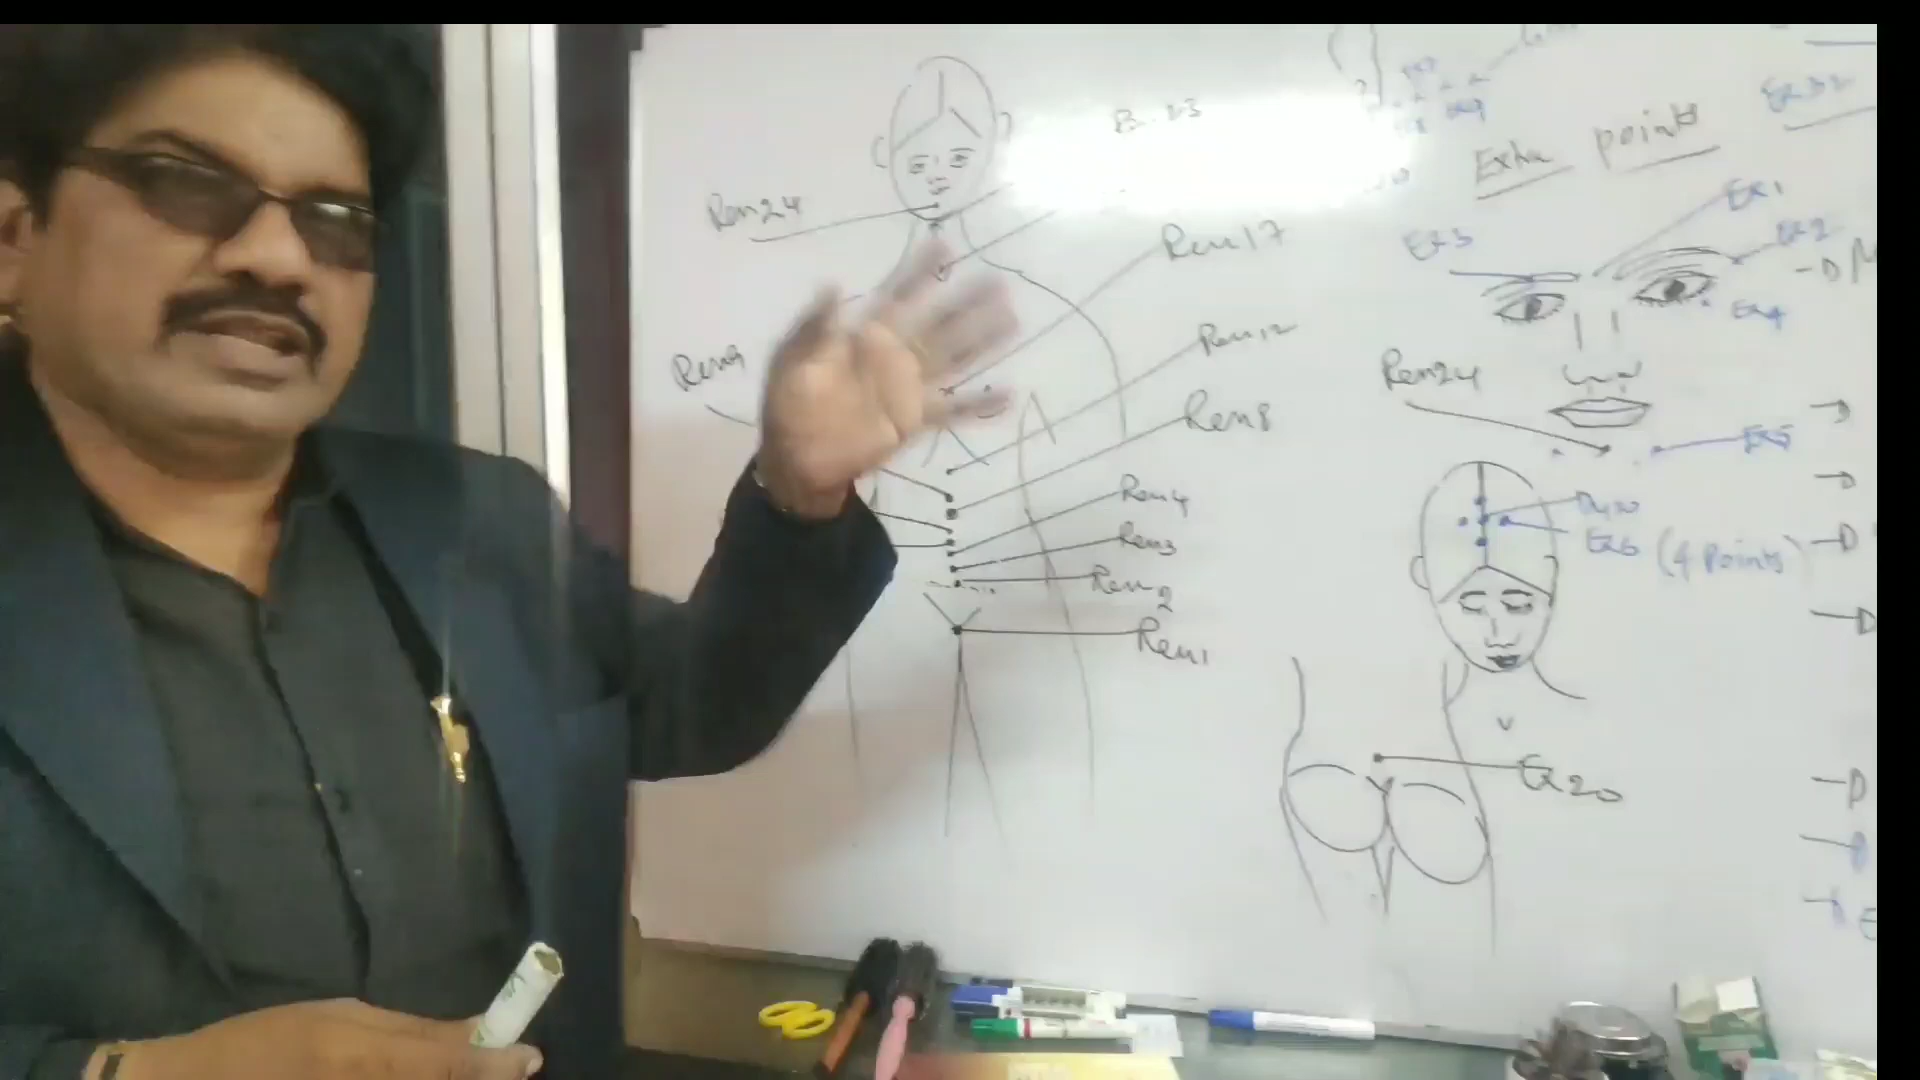 Ren24
Ren17
Ren9
Ren12
Ren8
Ren4
Ren3
Ren2
Ren1
Extra points
Ex1
Ex2
Ex3
Ex4
Ren24
Ex5
Du20
Ex6 (4 Points)
Ex20